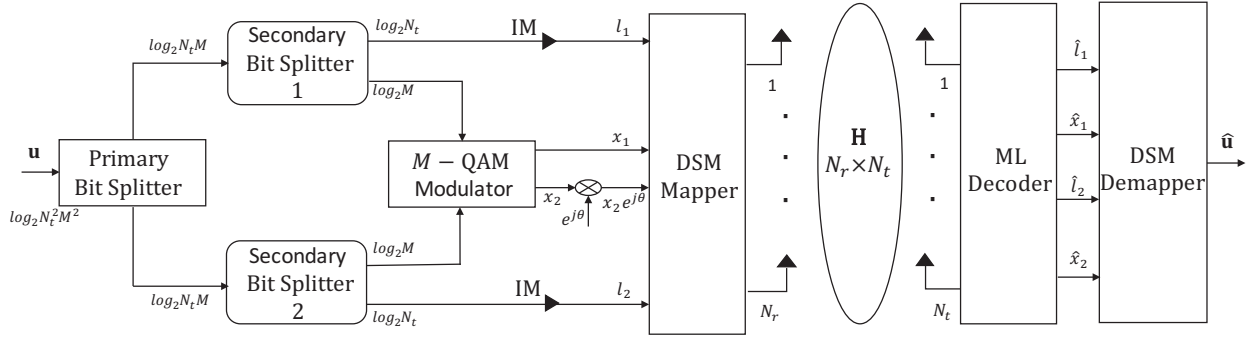 u
log₂Nₜ²M²
Primary
Bit Splitter
log₂NₜM
log₂NₜM
Secondary
Bit Splitter
1
log₂Nₜ
log₂M
IM
l₁
M − QAM
Modulator
x₁
x₂
e^{jθ}
x₂e^{jθ}
Secondary
Bit Splitter
2
log₂M
log₂Nₜ
IM
l₂
DSM
Mapper
1
Nᵣ
H
Nᵣ×Nₜ
1
Nₜ
ML
Decoder
l̂₁
x̂₁
l̂₂
x̂₂
DSM
Demapper
û